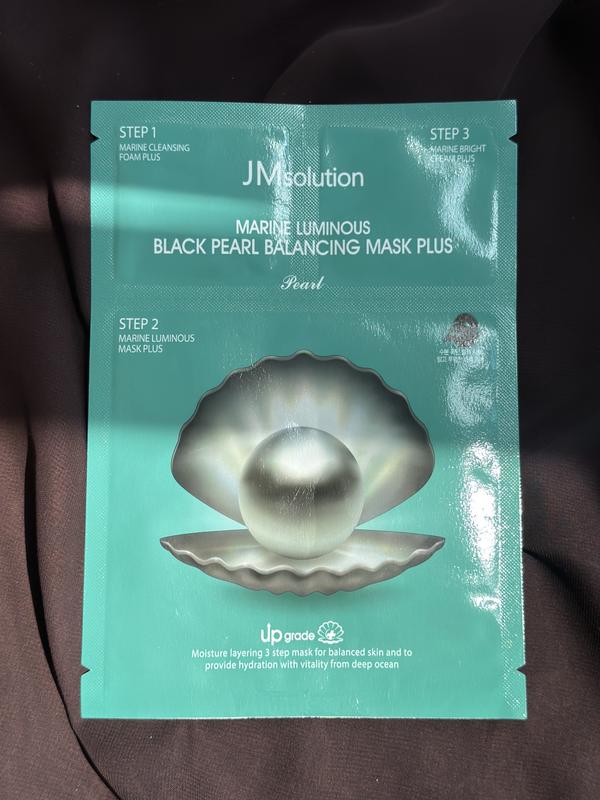 STEP 1
MARINE CLEANSING
FOAM PLUS
STEP 3
MARINE BRIGHT
CREAM PLUS
JMsolution
MARINE LUMINOUS
BLACK PEARL BALANCING MASK PLUS
Pearl
STEP 2
MARINE LUMINOUS
MASK PLUS
up grade
Moisture layering 3 step mask for balanced skin and to
provide hydration with vitality from deep ocean